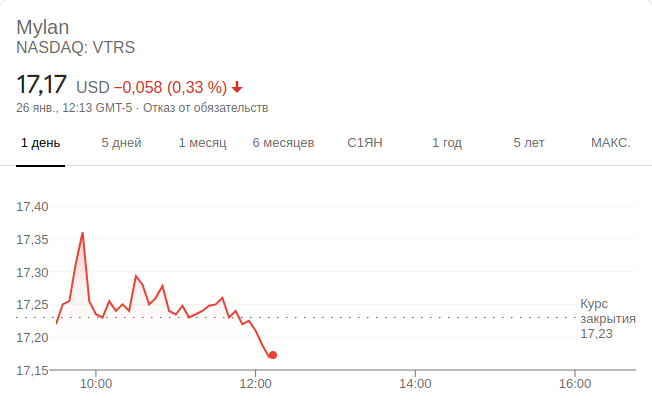 Mylan
NASDAQ: VTRS
17,17 USD −0,058 (0,33 %)
26 янв., 12:13 GMT-5 · Отказ от обязательств
1 день 5 дней 1 месяц 6 месяцев С1ЯН 1 год 5 лет МАКС.
17,40
17,35
17,30
17,25
17,20
17,15
Курс
закрытия
17,23
10:00 12:00 14:00 16:00